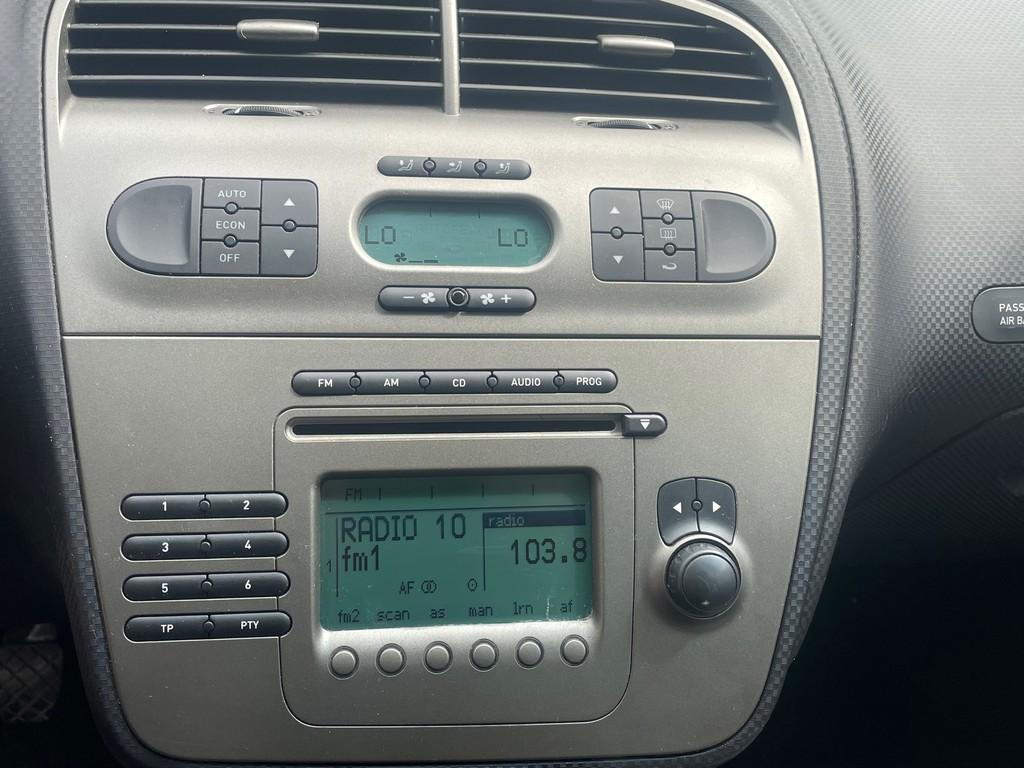 AUTO
ECON
OFF
LO LO
- +
PASS
AIR BA
FM AM CD AUDIO PROG
1 2
3 4
5 6
TP PTY
FM
RADIO 10 radio
fm1 103.8
1
AF
fm2 scan as man lrn af